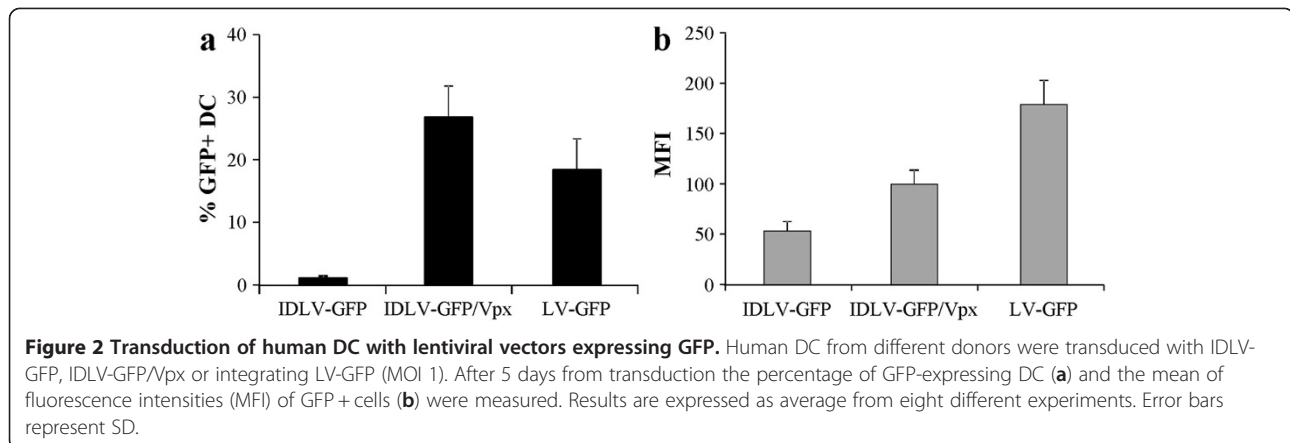 a
% GFP+ DC
40
30
20
10
0
IDLV-GFP IDLV-GFP/Vpx LV-GFP
b
MFI
250
200
150
100
50
0
IDLV-GFP IDLV-GFP/Vpx LV-GFP
Figure 2 Transduction of human DC with lentiviral vectors expressing GFP. Human DC from different donors were transduced with IDLV-
GFP, IDLV-GFP/Vpx or integrating LV-GFP (MOI 1). After 5 days from transduction the percentage of GFP-expressing DC (a) and the mean of
fluorescence intensities (MFI) of GFP + cells (b) were measured. Results are expressed as average from eight different experiments. Error bars
represent SD.